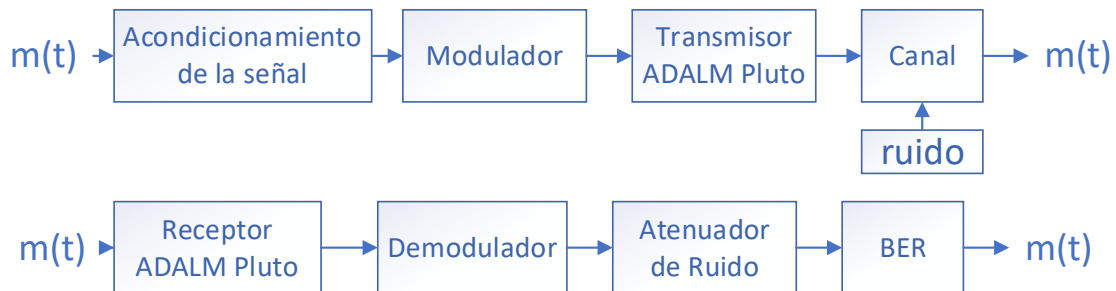 m(t)
Acondicionamiento
de la señal
Modulador
Transmisor
ADALM Pluto
Canal
m(t)
ruido
m(t)
Receptor
ADALM Pluto
Demodulador
Atenuador
de Ruido
BER
m(t)